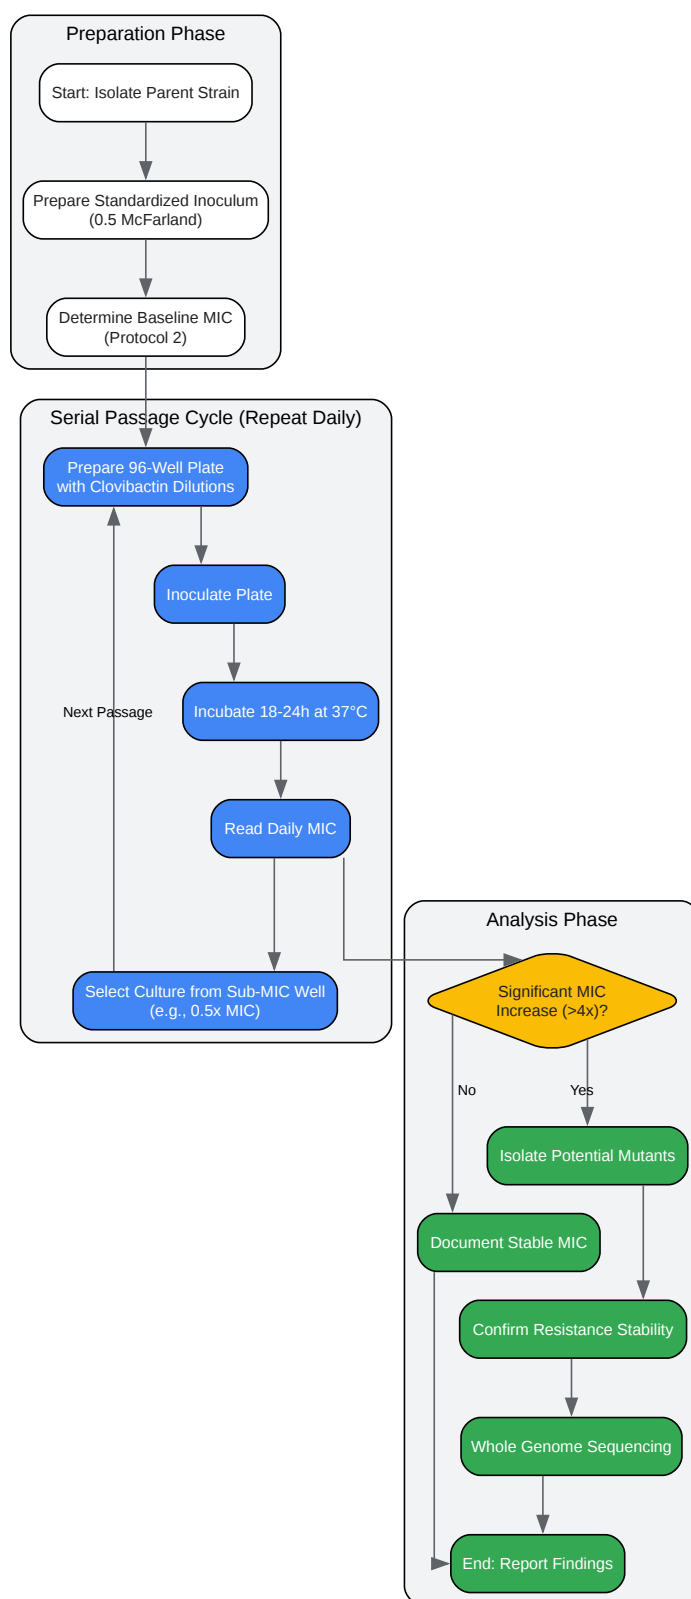 Preparation Phase
Start: Isolate Parent Strain
Prepare Standardized Inoculum
(0.5 McFarland)
Determine Baseline MIC
(Protocol 2)
Serial Passage Cycle (Repeat Daily)
Prepare 96-Well Plate
with Clovibactin Dilutions
Inoculate Plate
Incubate 18-24h at 37°C
Next Passage
Read Daily MIC
Select Culture from Sub-MIC Well
(e.g., 0.5x MIC)
Analysis Phase
Significant MIC
Increase (>4x)?
No
Yes
Isolate Potential Mutants
Document Stable MIC
Confirm Resistance Stability
Whole Genome Sequencing
End: Report Findings